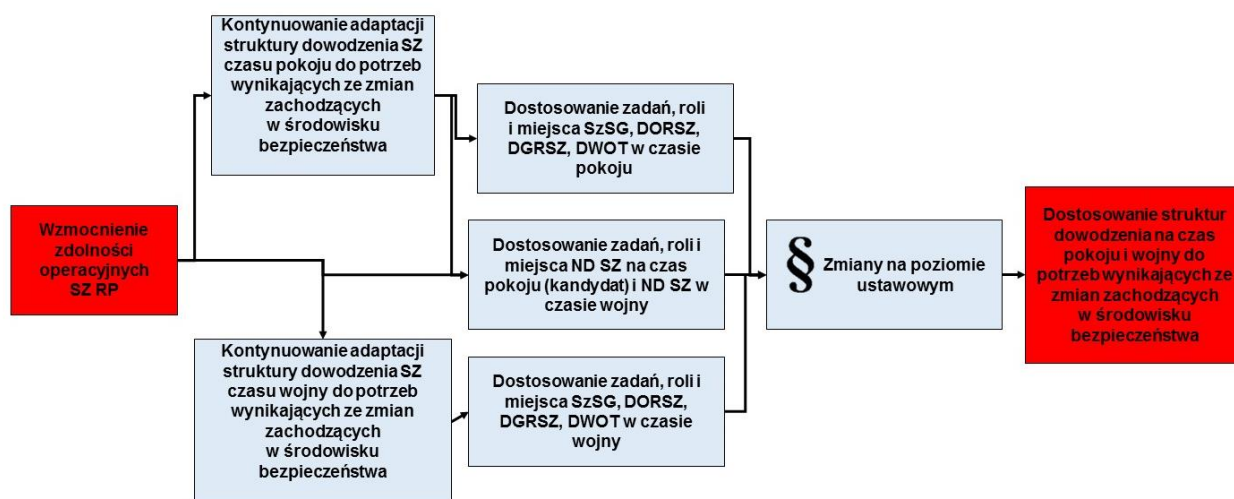 Kontynuowanie adaptacji
struktury dowodzenia SZ
czasu pokoju do potrzeb
wynikających ze zmian
zachodzących
w środowisku
bezpieczeństwa
Dostosowanie zadań, roli
i miejsca SzSG, DORSZ,
DGRSZ, DWOT w czasie
pokoju
Wzmocnienie
zdolności
operacyjnych
SZ RP
Dostosowanie zadań, roli i
miejsca ND SZ na czas
pokoju (kandydat) i ND SZ w
czasie wojny
§ Zmiany na poziomie
ustawowym
Dostosowanie struktur
dowodzenia na czas
pokoju i wojny do
potrzeb wynikających ze
zmian zachodzących
w środowisku
bezpieczeństwa
Kontynuowanie adaptacji
struktury dowodzenia SZ
czasu wojny do potrzeb
wynikających ze zmian
zachodzących
w środowisku
bezpieczeństwa
Dostosowanie zadań, roli i
miejsca SzSG, DORSZ,
DGRSZ, DWOT w czasie
wojny